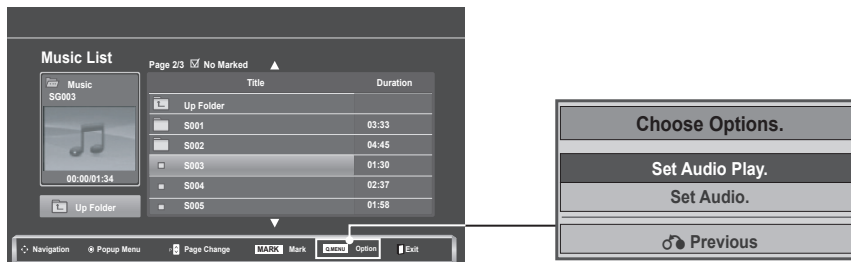 Music List
Page 2/3 No Marked
Music
SG003
00:00/01:34
Up Folder
Title Duration
Up Folder
S001 03:33
S002 04:45
S003 01:30
S004 02:37
S005 01:58
Navigation Popup Menu P Page Change MARK Mark Q.MENU Option Exit
Choose Options.
Set Audio Play.
Set Audio.
Previous